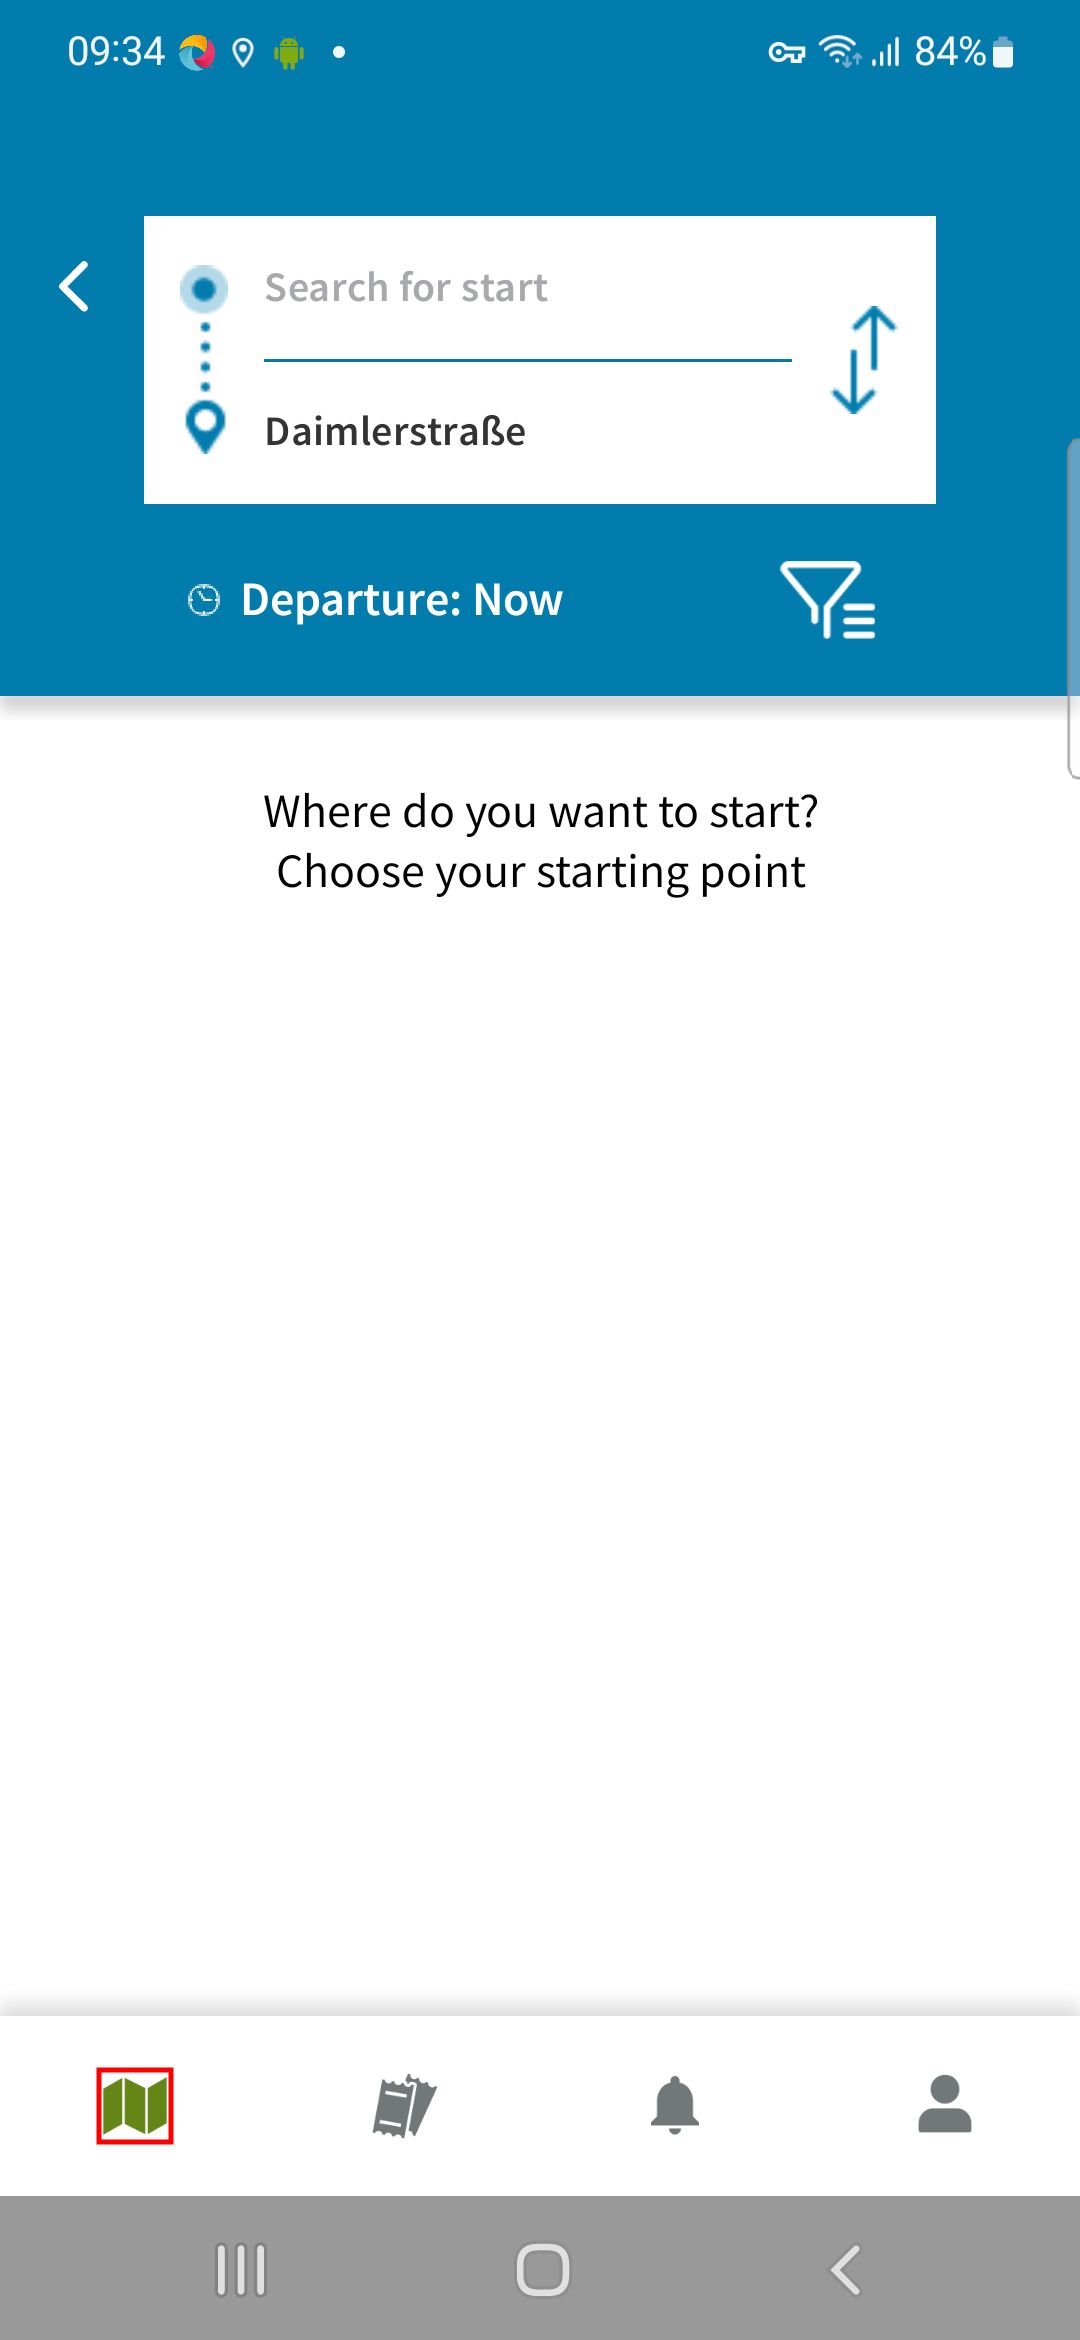 09:34
84%
Search for start
Daimlerstraße
Departure: Now
Where do you want to start?
Choose your starting point